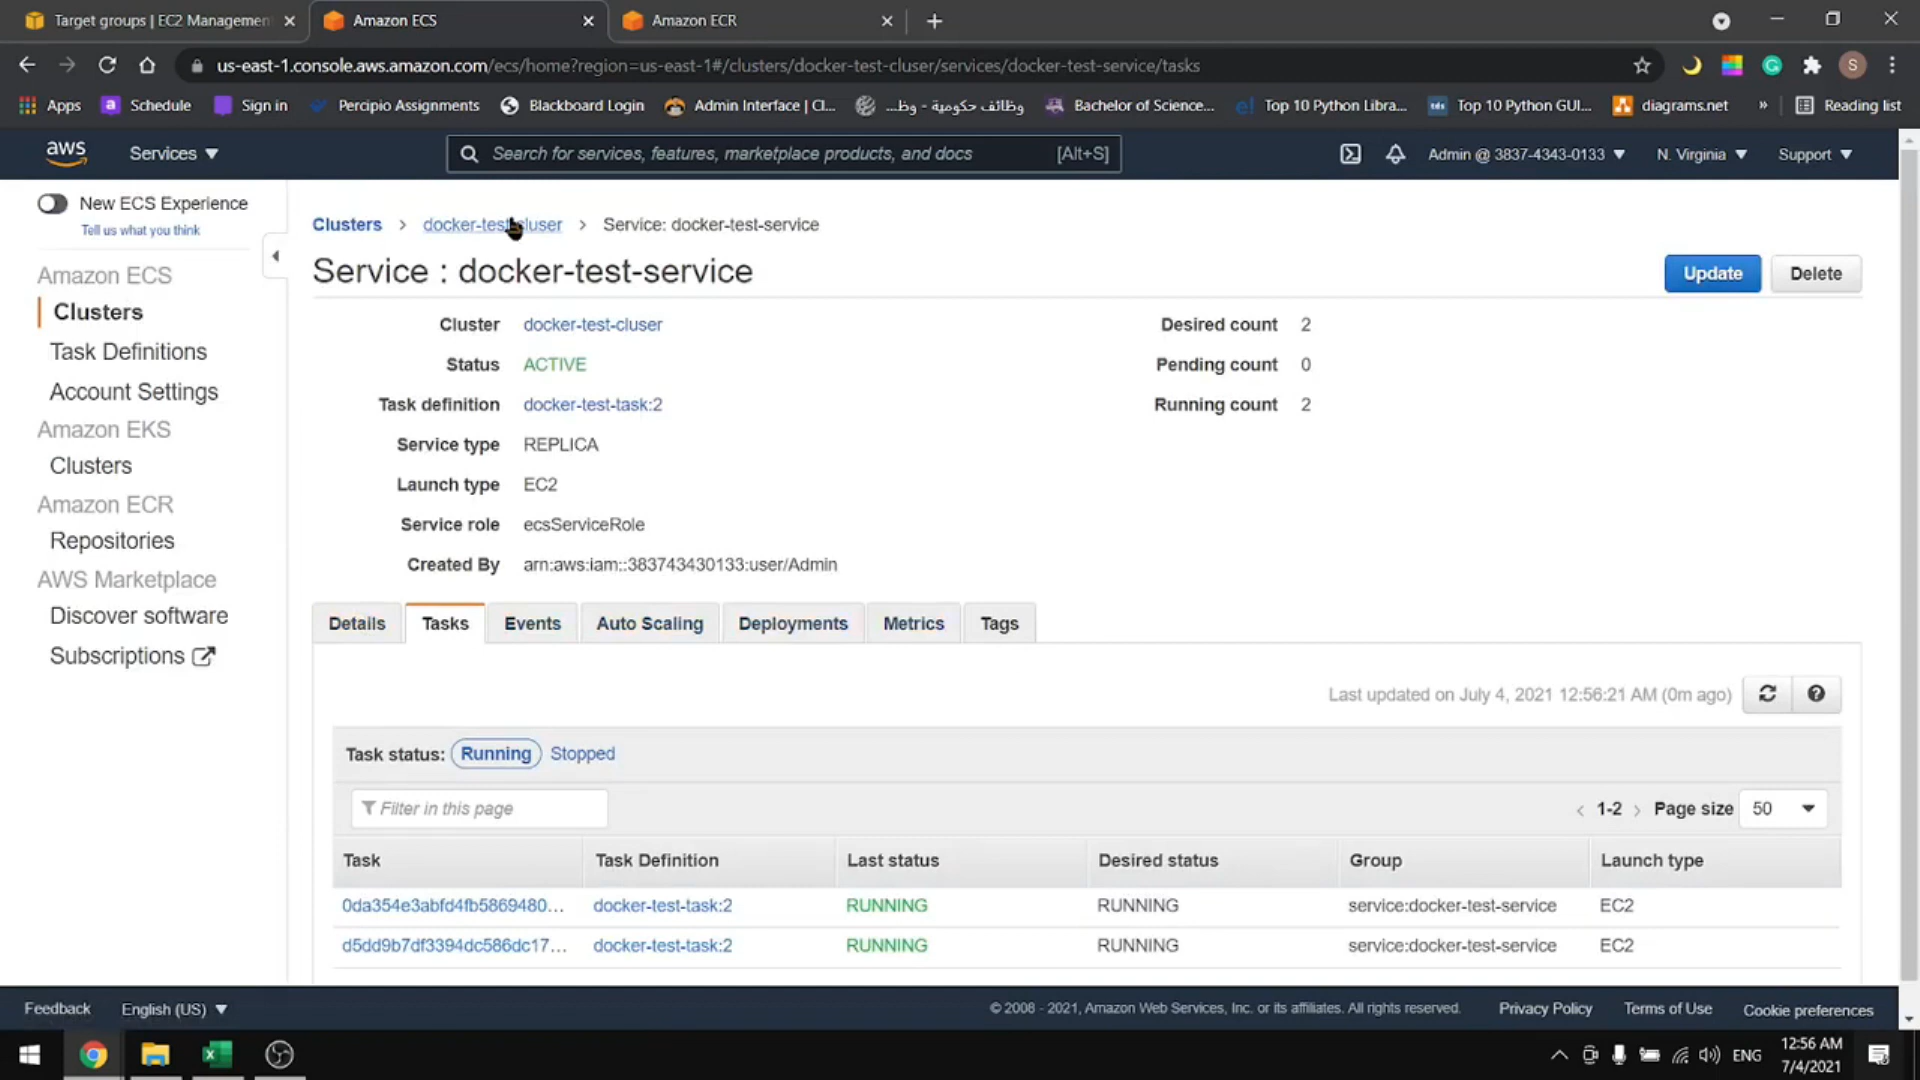 Target groups | EC2 Managemen
Amazon ECS
Amazon ECR
us-east-1.console.aws.amazon.com/ecs/home?region=us-east-1#/clusters/docker-test-cluser/services/docker-test-service/tasks
S
Apps
Schedule
Sign in
Percipio Assignments
Blackboard Login
Admin Interface | Cl...
وظائف حكومية - وظ...
Bachelor of Science...
Top 10 Python Libra...
Top 10 Python GUI...
diagrams.net
»
Reading list
aws
Services
Search for services, features, marketplace products, and docs
[Alt+S]
Admin @ 3837-4343-0133
N. Virginia
Support
New ECS Experience
Tell us what you think
Amazon ECS
Clusters
Task Definitions
Account Settings
Amazon EKS
Clusters
Amazon ECR
Repositories
AWS Marketplace
Discover software
Subscriptions
Clusters > docker-test-cluser > Service: docker-test-service
Service : docker-test-service
Update
Delete
Cluster docker-test-cluser
Status ACTIVE
Task definition docker-test-task:2
Service type REPLICA
Launch type EC2
Service role ecsServiceRole
Created By arn:aws:iam::383743430133:user/Admin
Desired count 2
Pending count 0
Running count 2
Details
Tasks
Events
Auto Scaling
Deployments
Metrics
Tags
Last updated on July 4, 2021 12:56:21 AM (0m ago)
Task status: Running Stopped
Filter in this page
< 1-2 > Page size 50
Task Task Definition Last status Desired status Group Launch type
0da354e3abfd4fb5869480... docker-test-task:2 RUNNING RUNNING service:docker-test-service EC2
d5dd9b7df3394dc586dc17... docker-test-task:2 RUNNING RUNNING service:docker-test-service EC2
Feedback
English (US)
© 2008 - 2021, Amazon Web Services, Inc. or its affiliates. All rights reserved.
Privacy Policy
Terms of Use
Cookie preferences
ENG
12:56 AM
7/4/2021